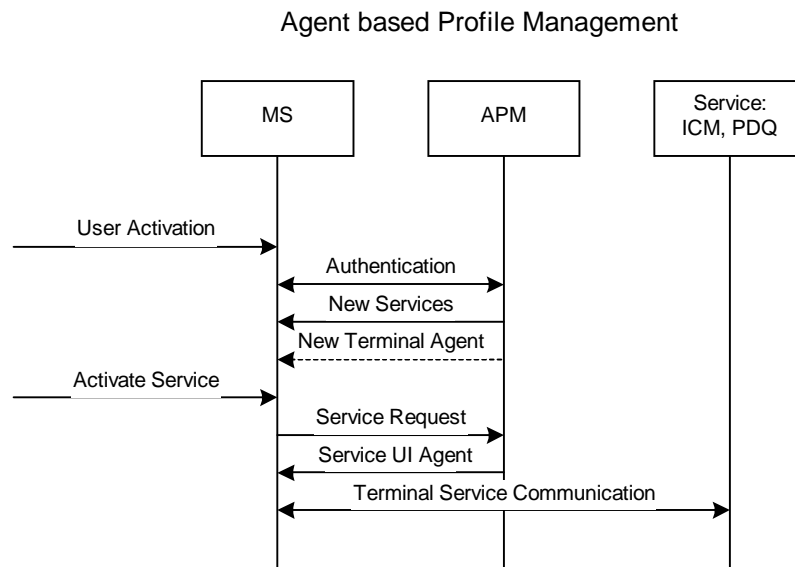 Agent based Profile Management
MS
APM
Service:
ICM, PDQ
User Activation
Authentication
New Services
New Terminal Agent
Activate Service
Service Request
Service UI Agent
Terminal Service Communication